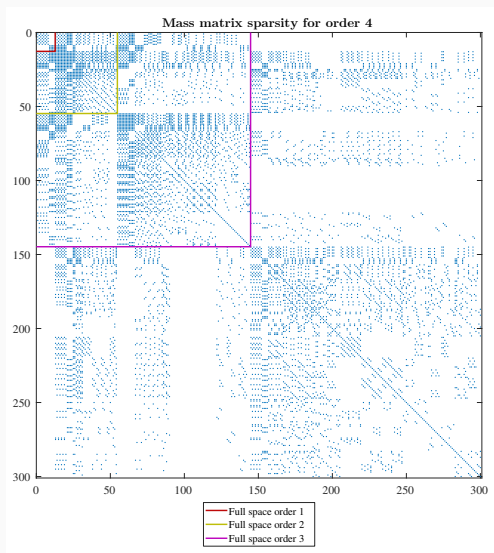 Mass matrix sparsity for order 4
0
50
100
150
200
250
300
0 50 100 150 200 250 300
Full space order 1
Full space order 2
Full space order 3